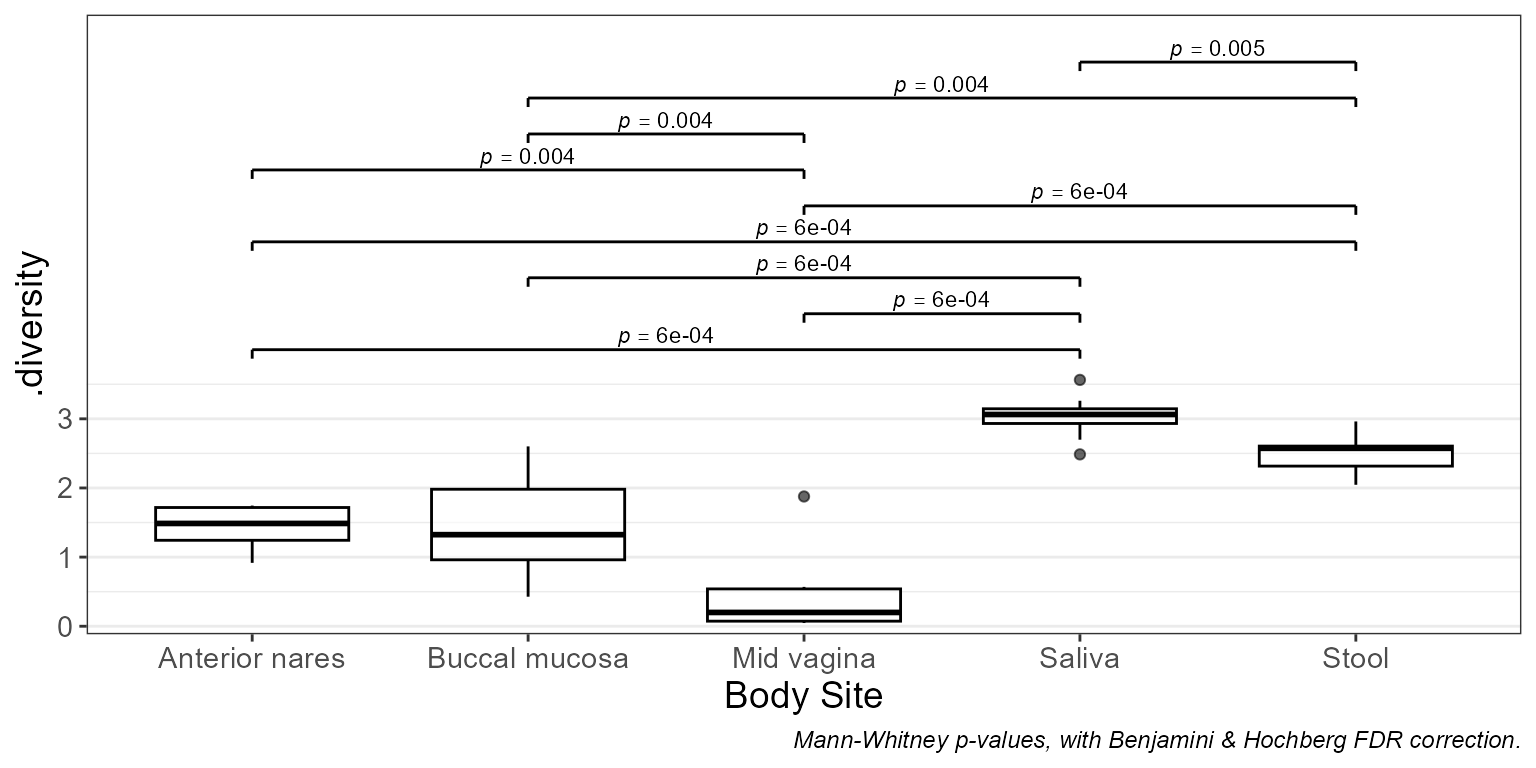 p = 0.005
p = 0.004
p = 0.004
p = 0.004
p = 6e-04
p = 6e-04
p = 6e-04
p = 6e-04
p = 6e-04
.diversity
3
2
1
0
Anterior nares Buccal mucosa Mid vagina Saliva Stool
Body Site
Mann-Whitney p-values, with Benjamini & Hochberg FDR correction.